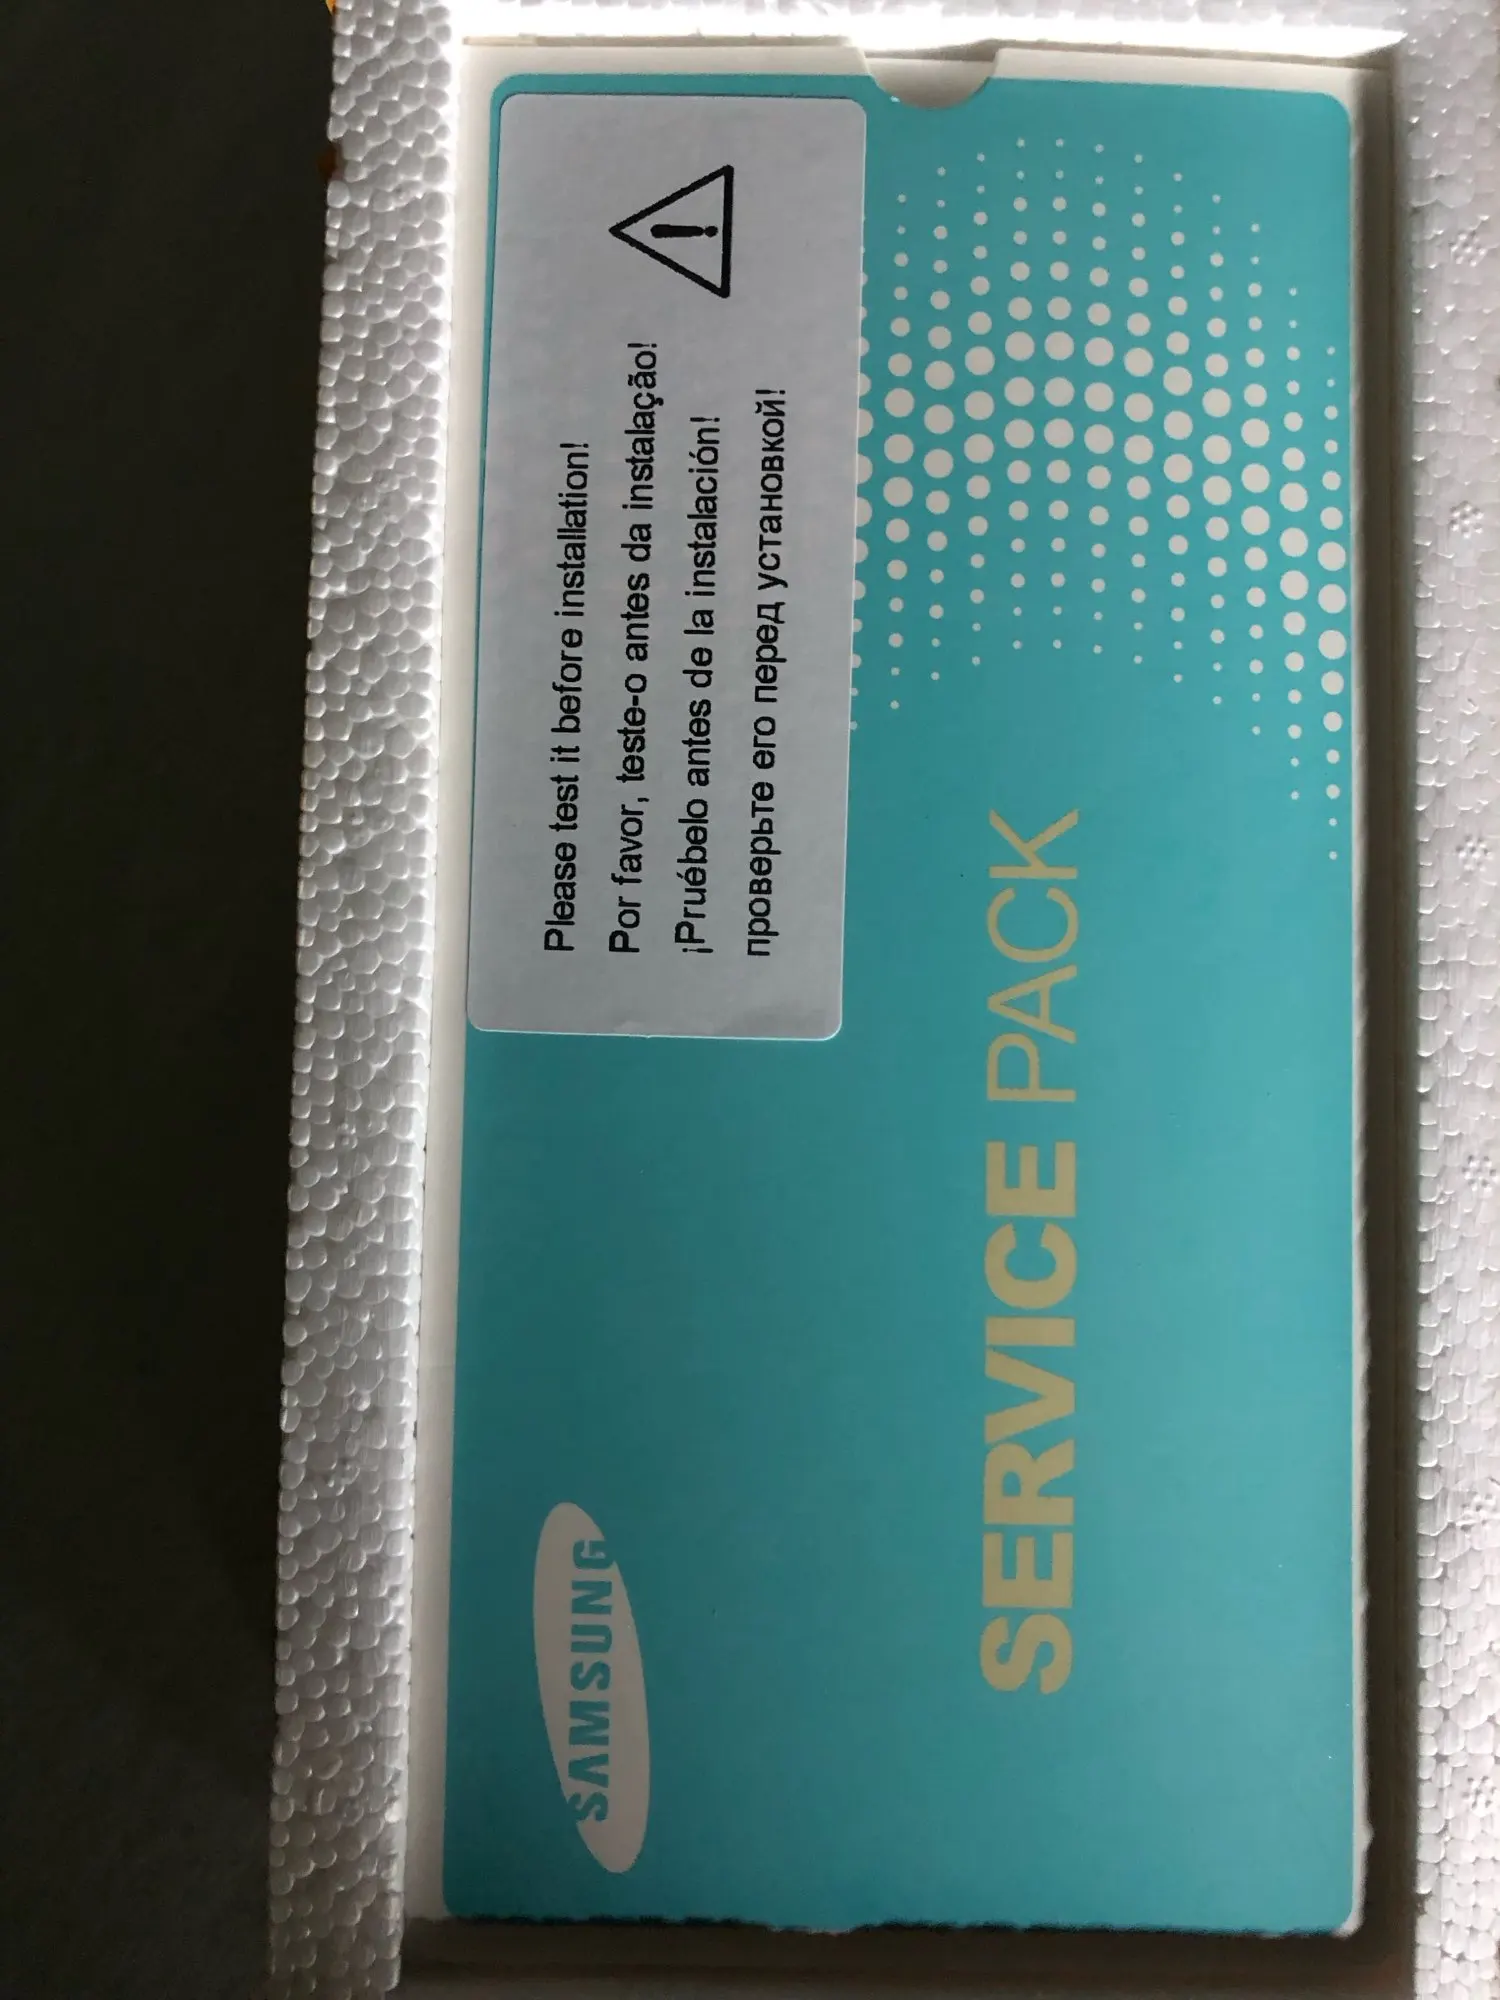 Please test it before installation!
Por favor, teste-o antes da instalação!
¡Pruébelo antes de la instalación!
проверьте его перед установкой!
SAMSUNG
SERVICE PACK